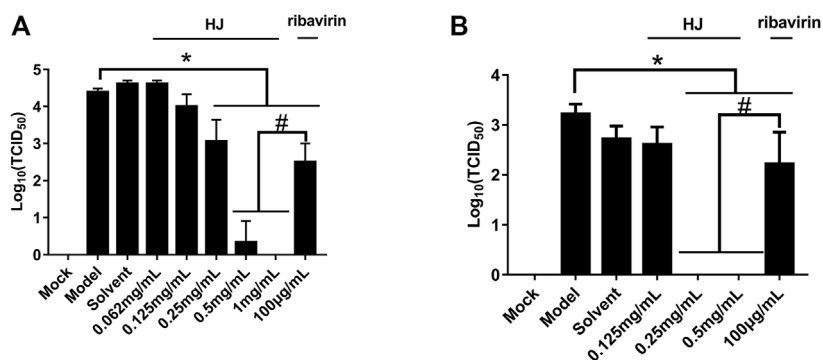 A
HJ
ribavirin
*
#
Log10(TCID50)
5
4
3
2
1
0
Mock
Model
Solvent
0.062mg/mL
0.125mg/mL
0.25mg/mL
0.5mg/mL
1mg/mL
100μg/mL
B
HJ
ribavirin
*
#
Log10(TCID50)
4
3
2
1
0
Mock
Model
Solvent
0.125mg/mL
0.25mg/mL
0.5mg/mL
100μg/mL